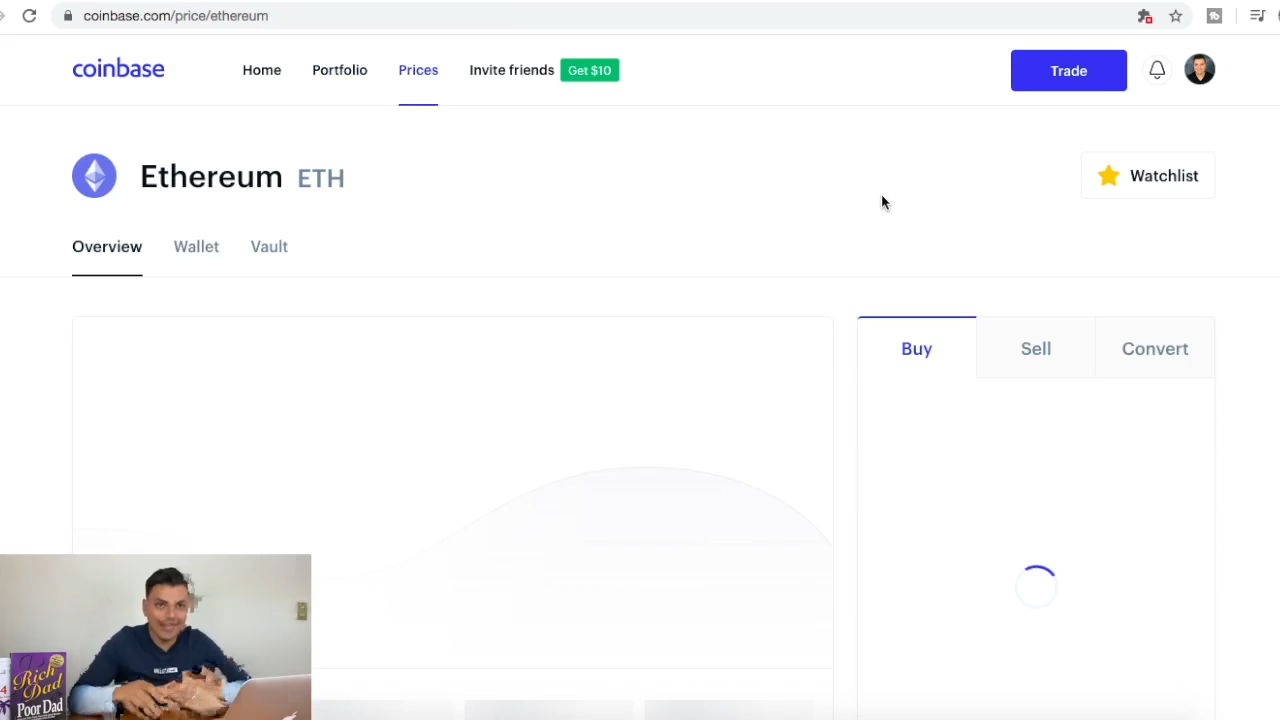 coinbase.com/price/ethereum
coinbase Home Portfolio Prices Invite friends Get $10 Trade
Ethereum ETH Watchlist
Overview Wallet Vault
Buy Sell Convert
Rich
Dad
Poor Dad
4